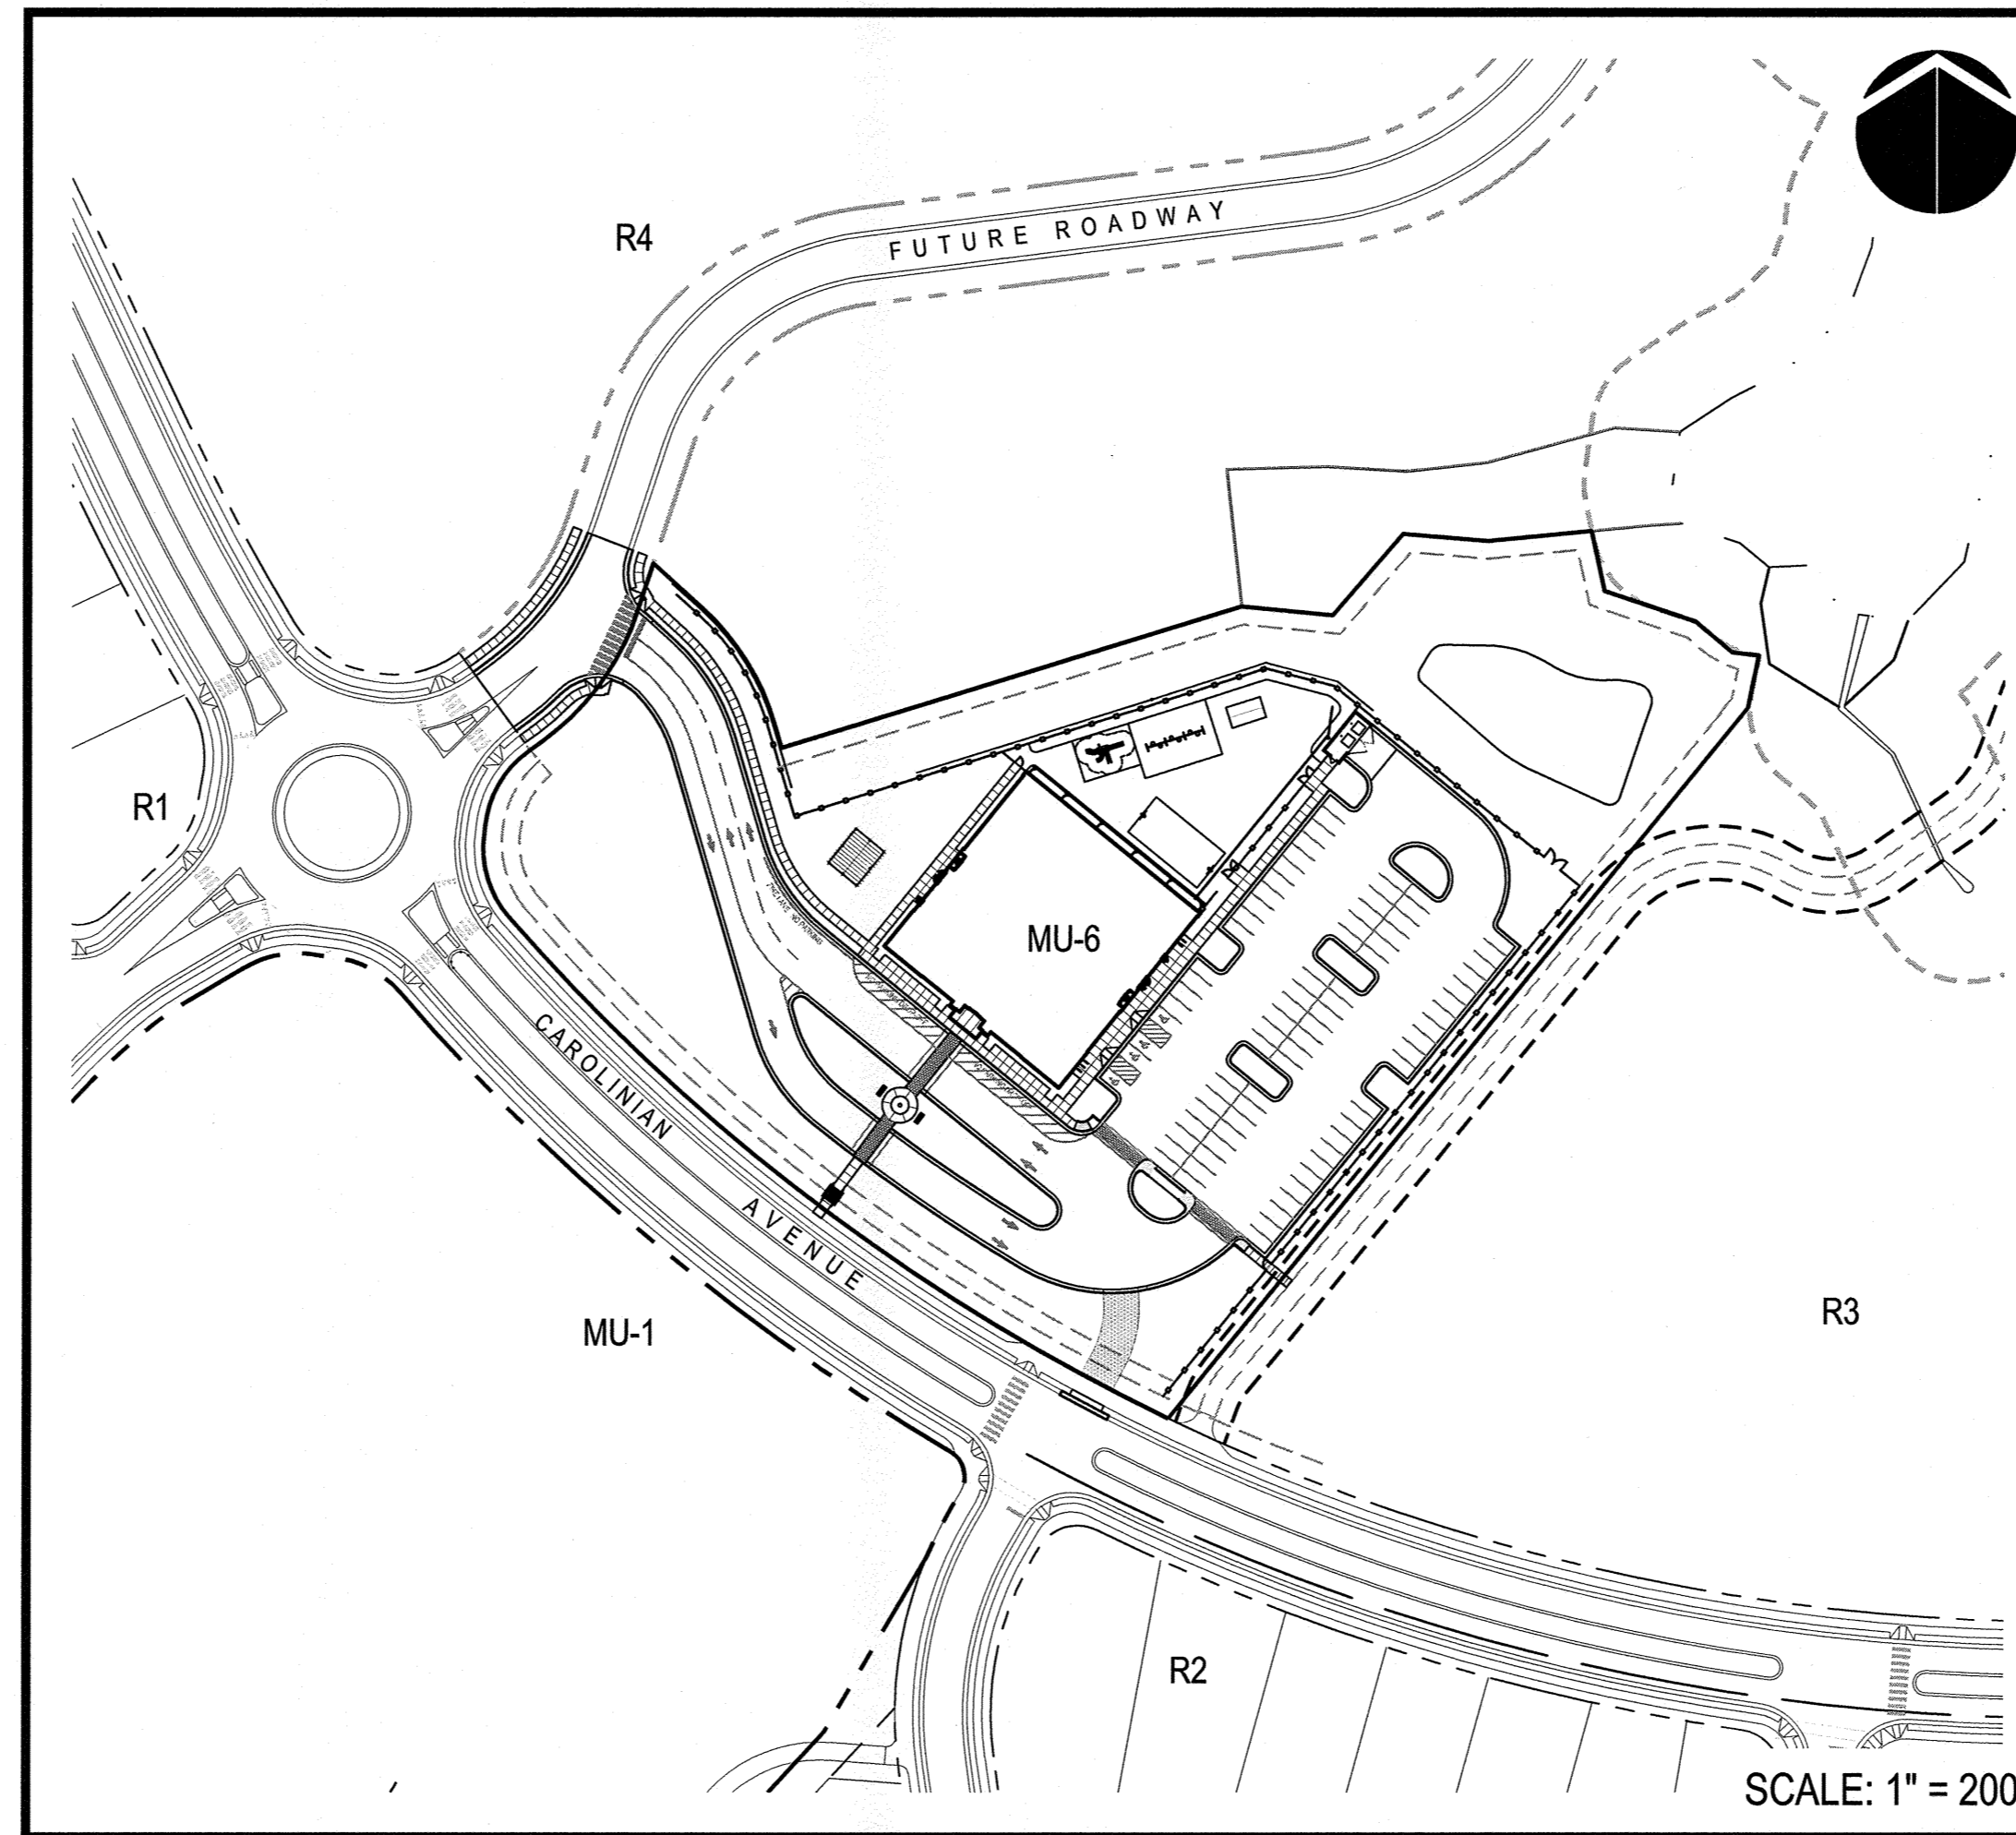 R4
FUTURE ROADWAY
R1
MU-6
CAROLINIAN AVENUE
MU-1
R3
R2
SCALE: 1" = 200